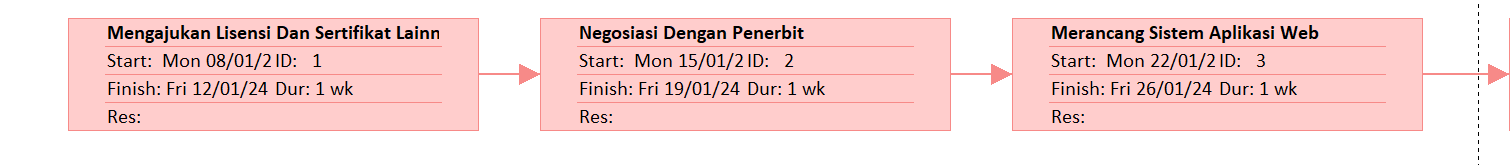 Mengajukan Lisensi Dan Sertifikat Lainn
Start: Mon 08/01/2 ID: 1
Finish: Fri 12/01/24 Dur: 1 wk
Res:
Negosiasi Dengan Penerbit
Start: Mon 15/01/2 ID: 2
Finish: Fri 19/01/24 Dur: 1 wk
Res:
Merancang Sistem Aplikasi Web
Start: Mon 22/01/2 ID: 3
Finish: Fri 26/01/24 Dur: 1 wk
Res: